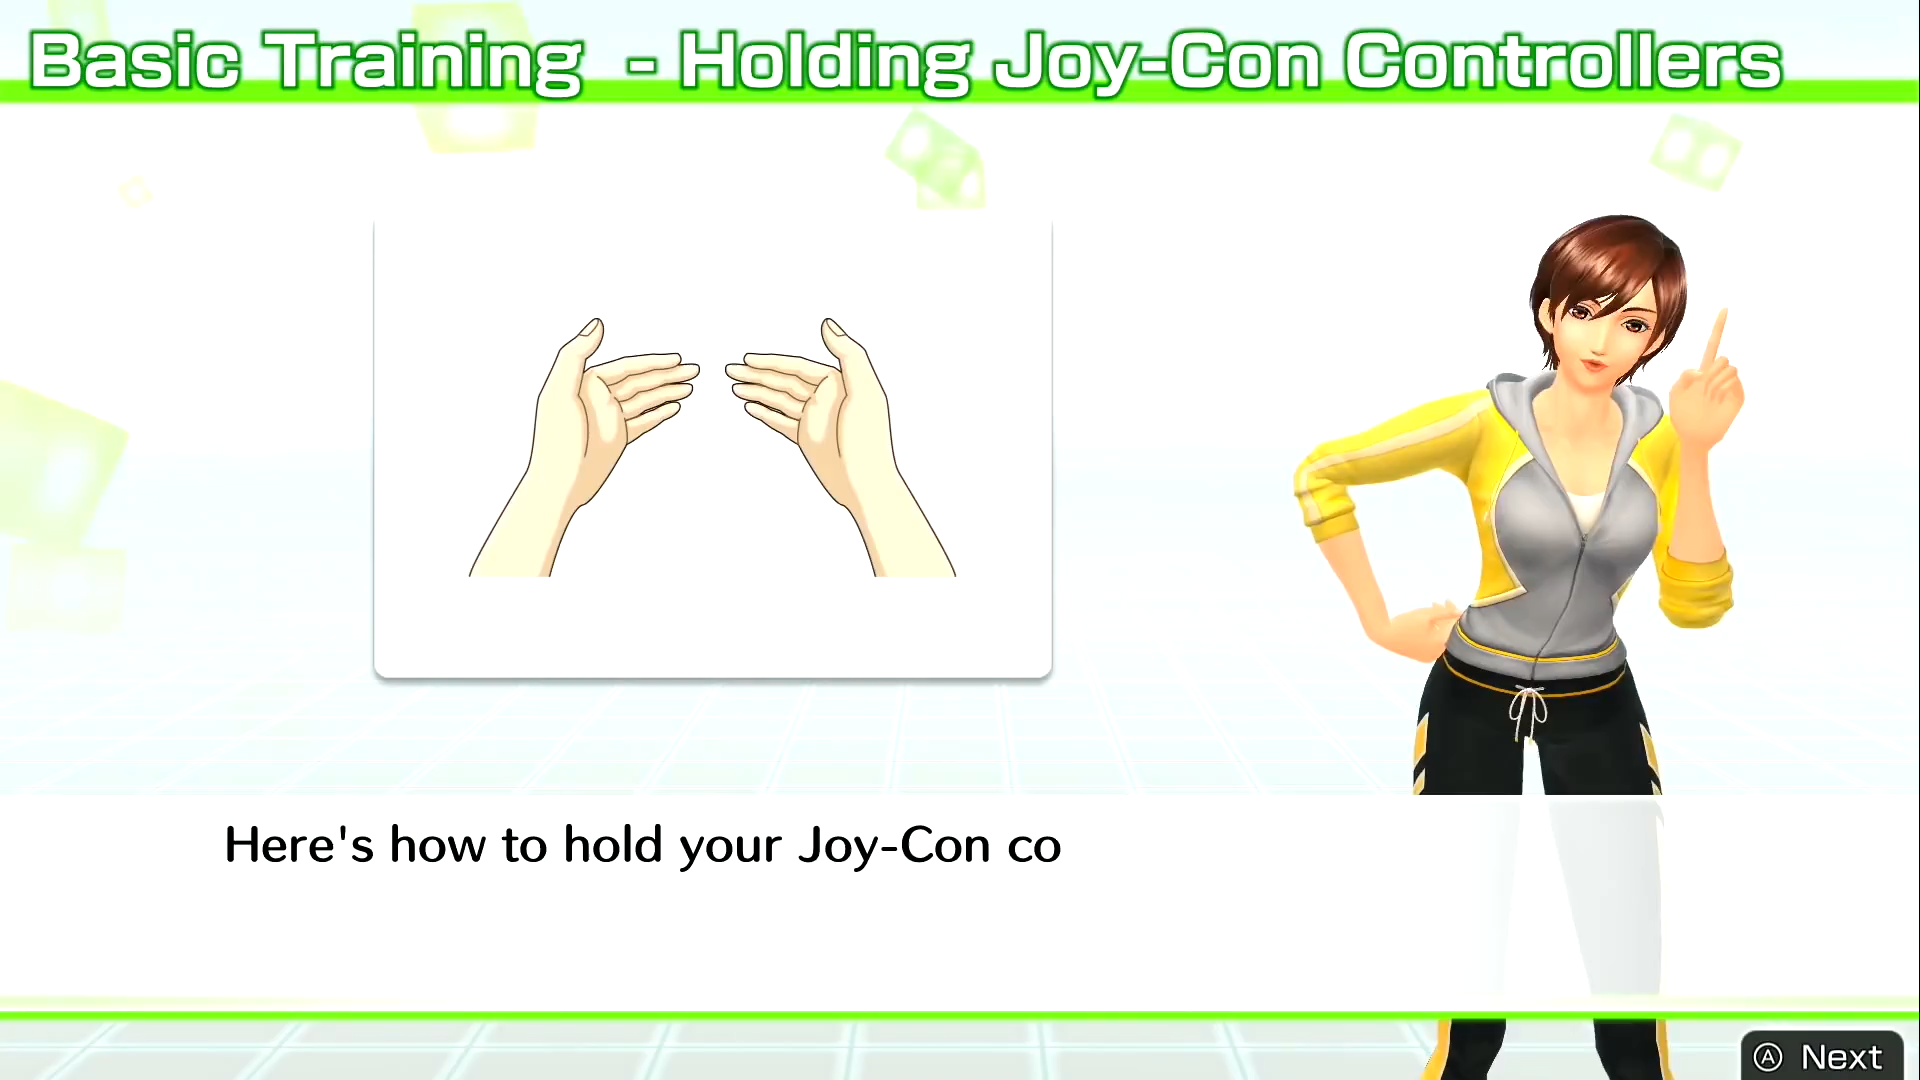 Basic Training - Holding Joy-Con Controllers
Here's how to hold your Joy-Con co
Ⓐ Next